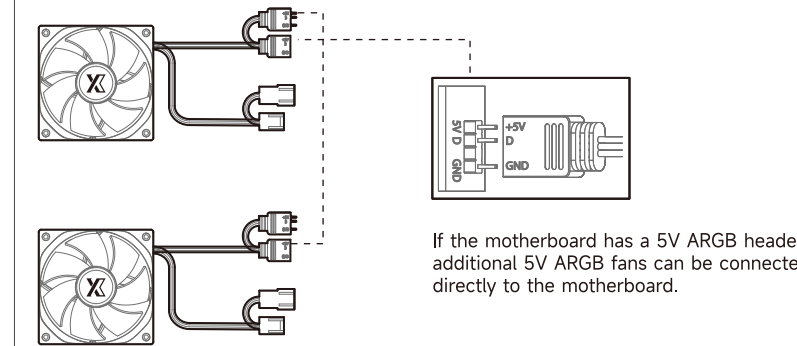 X
5V D
GND
+5V
D
GND
X
If the motherboard has a 5V ARGB heade
additional 5V ARGB fans can be connecte
directly to the motherboard.